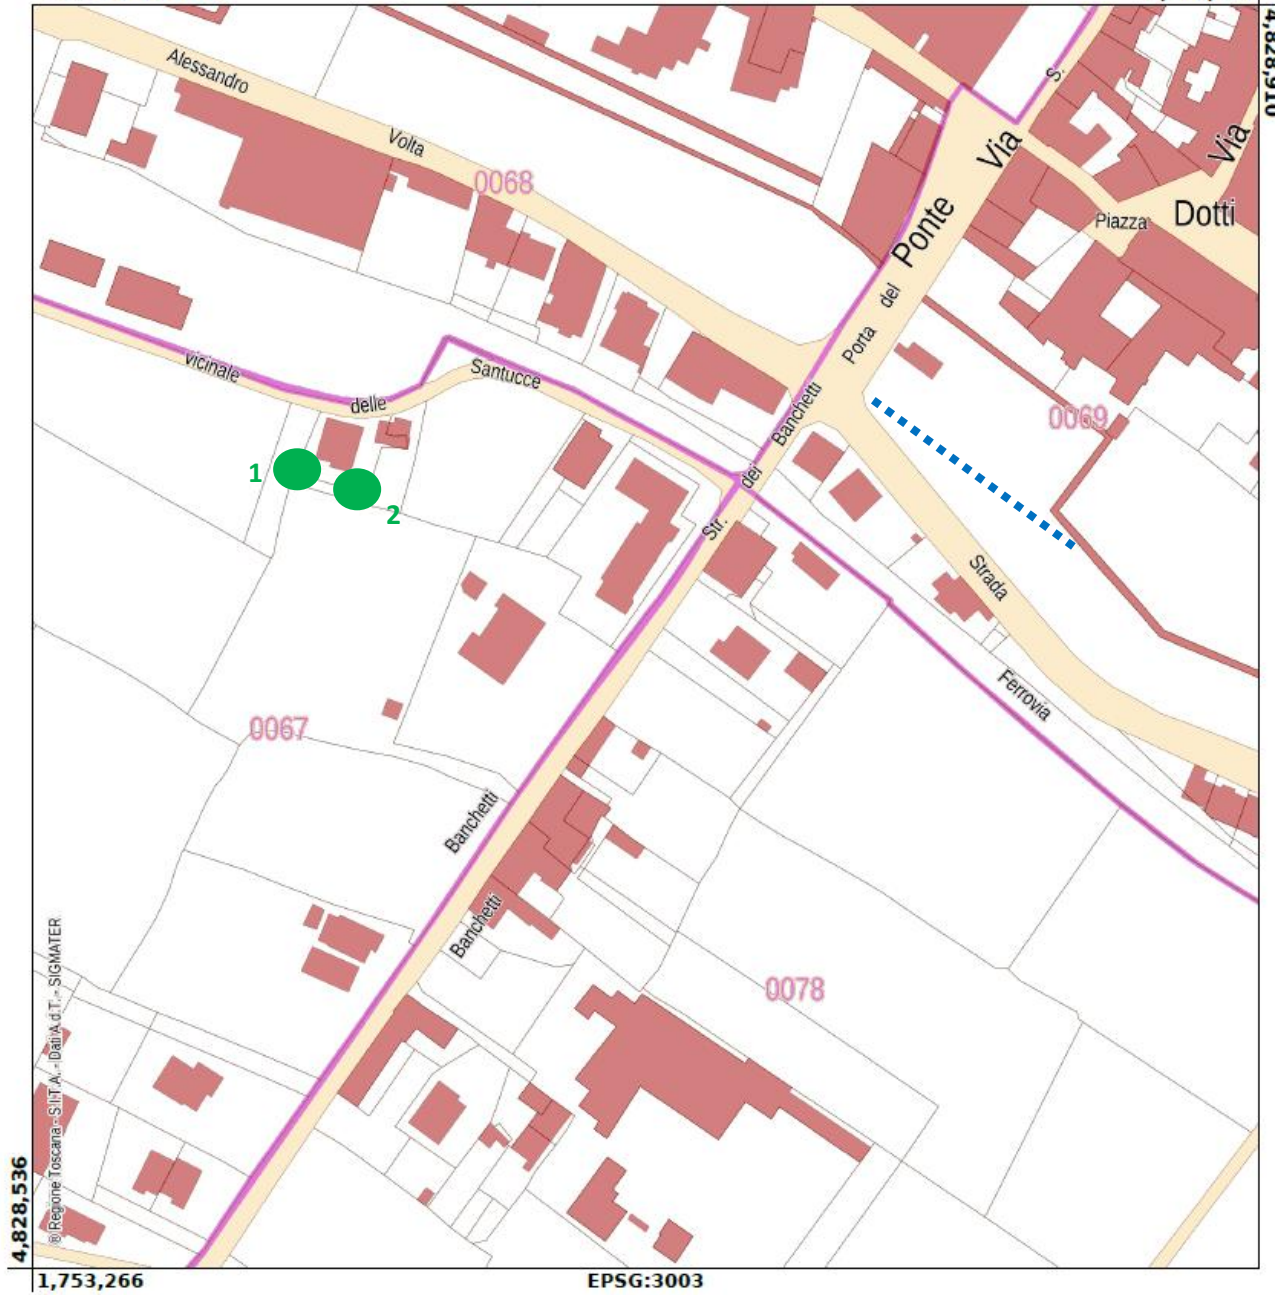 4,828,910
Alessandro
Volta
S.
Via
Via
0068
Piazza
Dotti
Ponte
del
Porta
vicinale
delle
Santucce
Banchetti
0069
dei
Str.
1
2
Strada
Ferrovia
0067
Banchetti
Banchetti
0078
® Regione Toscana - S.I.T.A. - Dati A.d.T. - SIGMATER
4,828,536
1,753,266
EPSG:3003